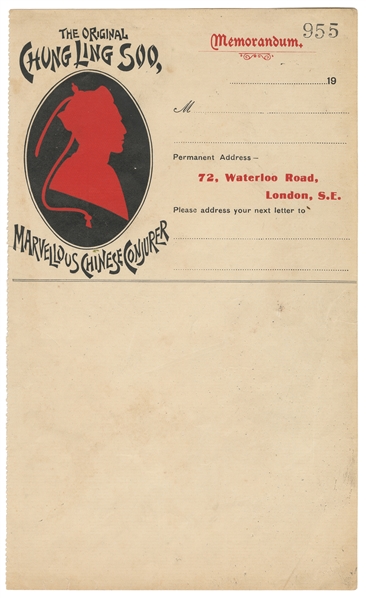 THE ORIGINAL
CHUNG LING SOO,
MARVELLOUS CHINESE CONJURER
Memorandum.
955
19
M
Permanent Address –
72, Waterloo Road,
London, S.E.
Please address your next letter to